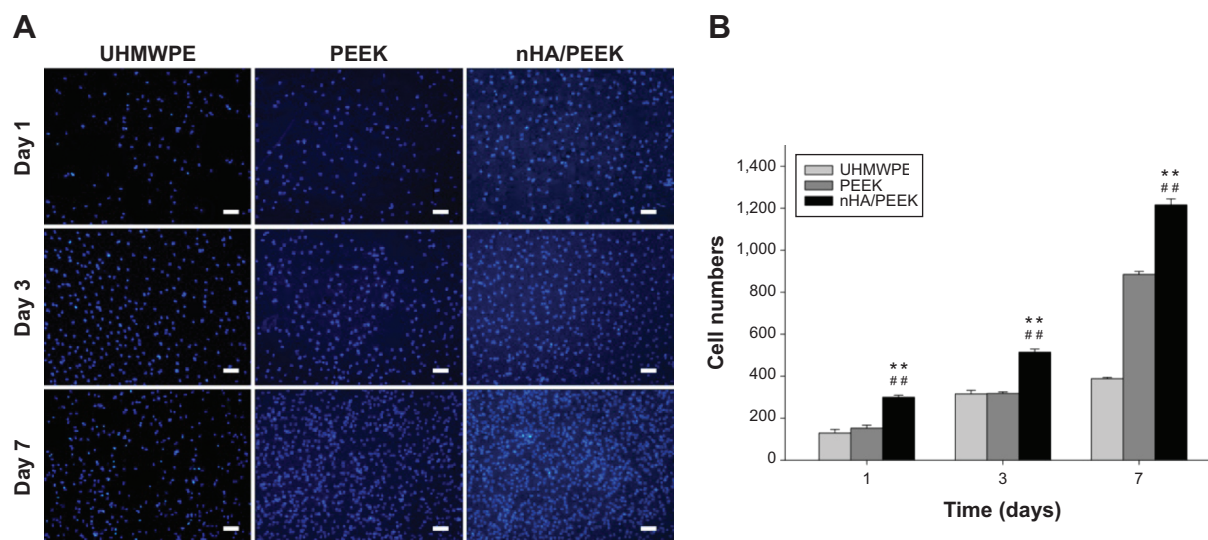 A
UHMWPE PEEK nHA/PEEK
Day 1
Day 3
Day 7
B
1,400
1,200
1,000
800
600
400
200
0
Cell numbers
UHMWPE
PEEK
nHA/PEEK
**
##
**
##
**
##
1 3 7
Time (days)